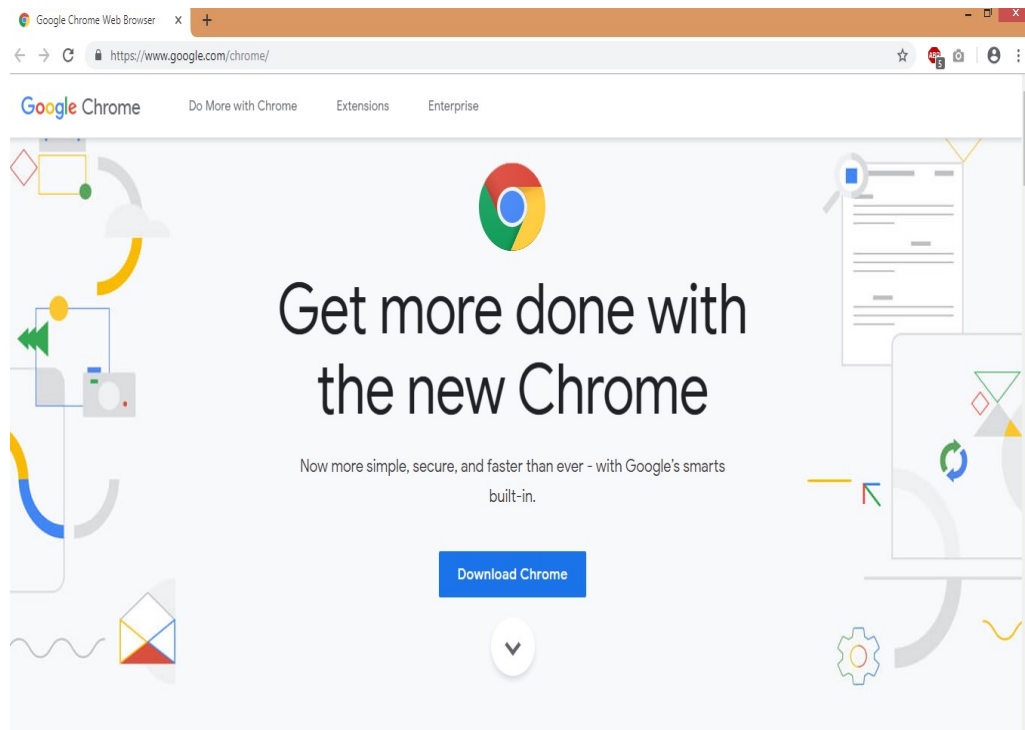 Google Chrome Web Browser
https://www.google.com/chrome/
ABP
5
Google Chrome
Do More with Chrome
Extensions
Enterprise
Get more done with
the new Chrome
Now more simple, secure, and faster than ever - with Google's smarts
built-in.
Download Chrome